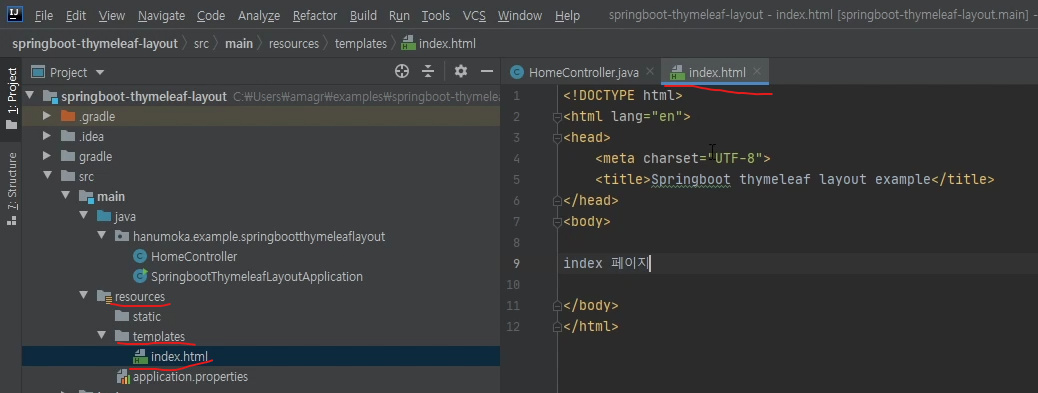 File Edit View Navigate Code Analyze Refactor Build Run Tools VCS Window Help springboot-thymeleaf-layout - index.html [springboot-thymeleaf-layout.main] -
springboot-thymeleaf-layout src main resources templates index.html
1: Project
7: Structure
Project
springboot-thymeleaf-layout C:₩Users₩amagr₩examples₩springboot-thymele
.gradle
.idea
gradle
src
main
java
hanumoka.example.springbootthymeleaflayout
HomeController
SpringbootThymeleafLayoutApplication
resources
static
templates
index.html
application.properties
HomeController.java index.html
1 <!DOCTYPE html>
2 <html lang="en">
3 <head>
4 <meta charset="UTF-8">
5 <title>Springboot thymeleaf layout example</title>
6 </head>
7 <body>
8
9 index 페이지
10
11 </body>
12 </html>